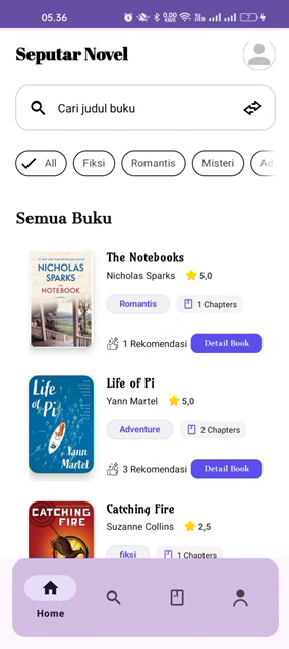 05.36
0.00 KB/S
7
Seputar Novel
Cari judul buku
All
Fiksi
Romantis
Misteri
Semua Buku
NICHOLAS
SPARKS
THE
NOTEBOOK
The Notebooks
Nicholas Sparks 5,0
Romantis
1 Chapters
1 Rekomendasi
Detail Book
Life
of Pi
Yann
Martel
Life of Pi
Yann Martel 5,0
Adventure
2 Chapters
3 Rekomendasi
Detail Book
CATCHING
FIRE
Catching Fire
Suzanne Collins 2,,5
fiksi
1 Chapters
Home